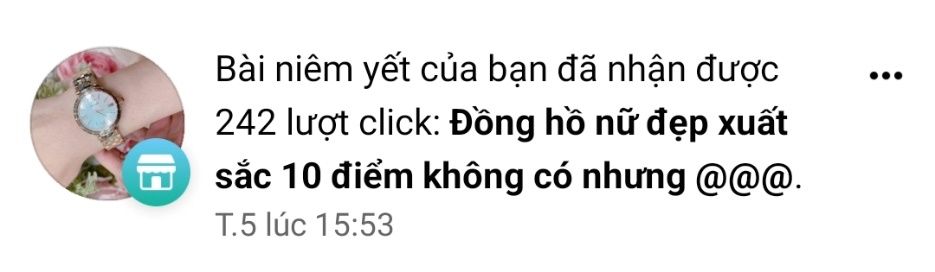 Bài niêm yết của bạn đã nhận được
242 lượt click: Đồng hồ nữ đẹp xuất
sắc 10 điểm không có nhưng @@@.
T.5 lúc 15:53